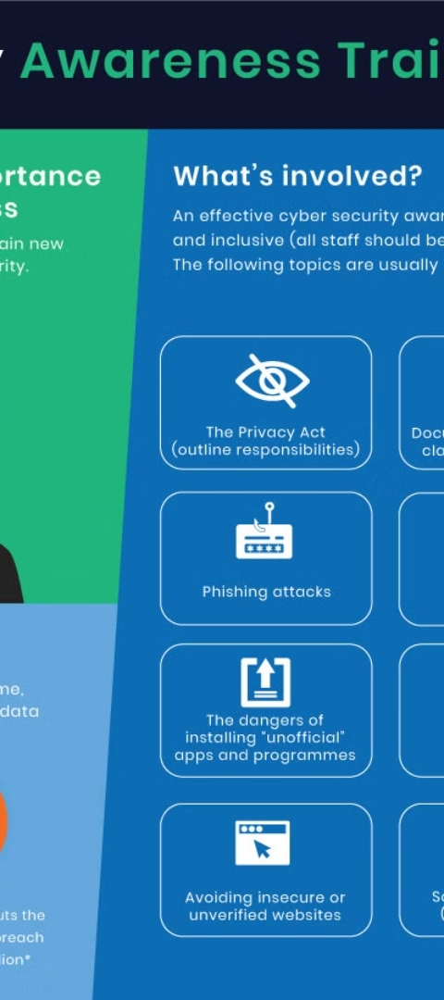 Awareness Trai
ortance
ss
ain new
rity.
me,
data
uts the
breach
lion*
What's involved?
An effective cyber security awar
and inclusive (all staff should be
The following topics are usually
The Privacy Act
(outline responsibilities)
Docu
cla
Phishing attacks
The dangers of
installing "unofficial"
apps and programmes
Avoiding insecure or
unverified websites
So
(